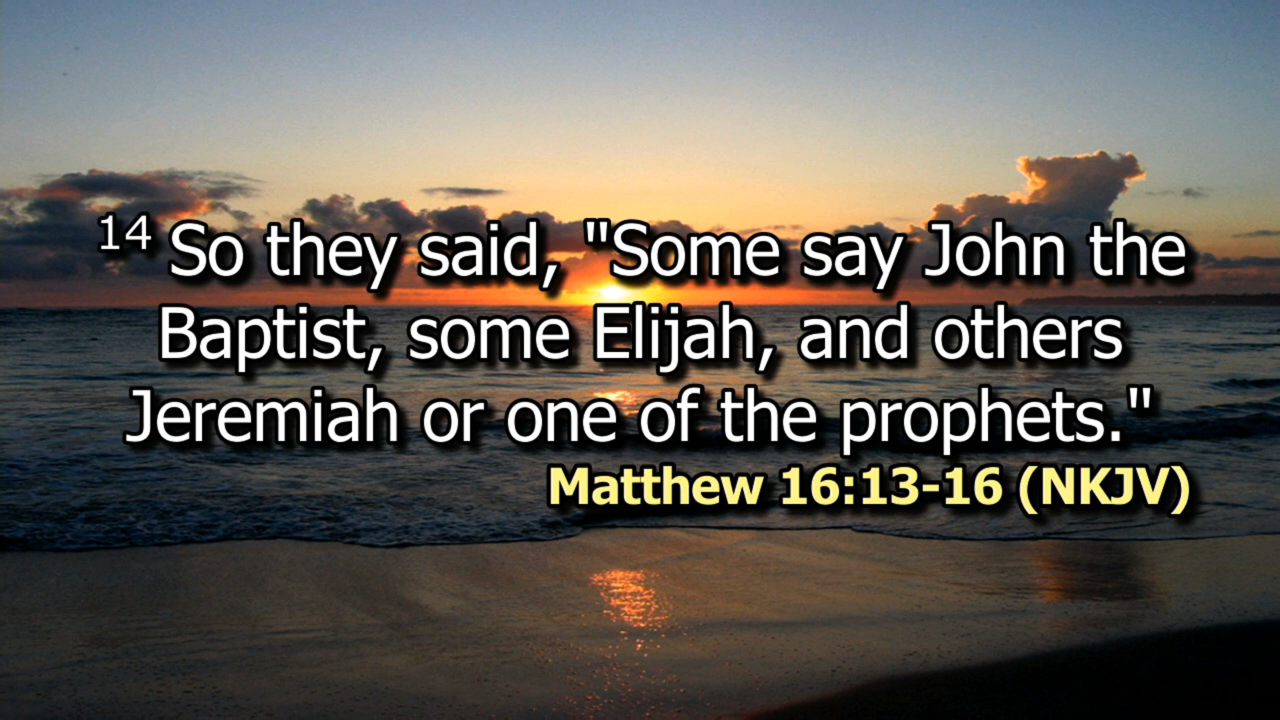 14 So they said, "Some say John the
Baptist, some Elijah, and others
Jeremiah or one of the prophets."
Matthew 16:13-16 (NKJV)